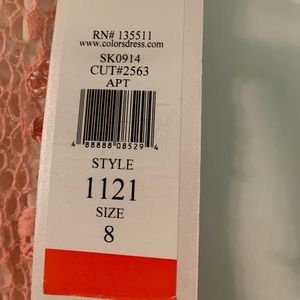 RN# 135511
www.colorsdress.com
SK0914
CUT#2563
APT
4 88888 08529 4
STYLE
1121
SIZE
8